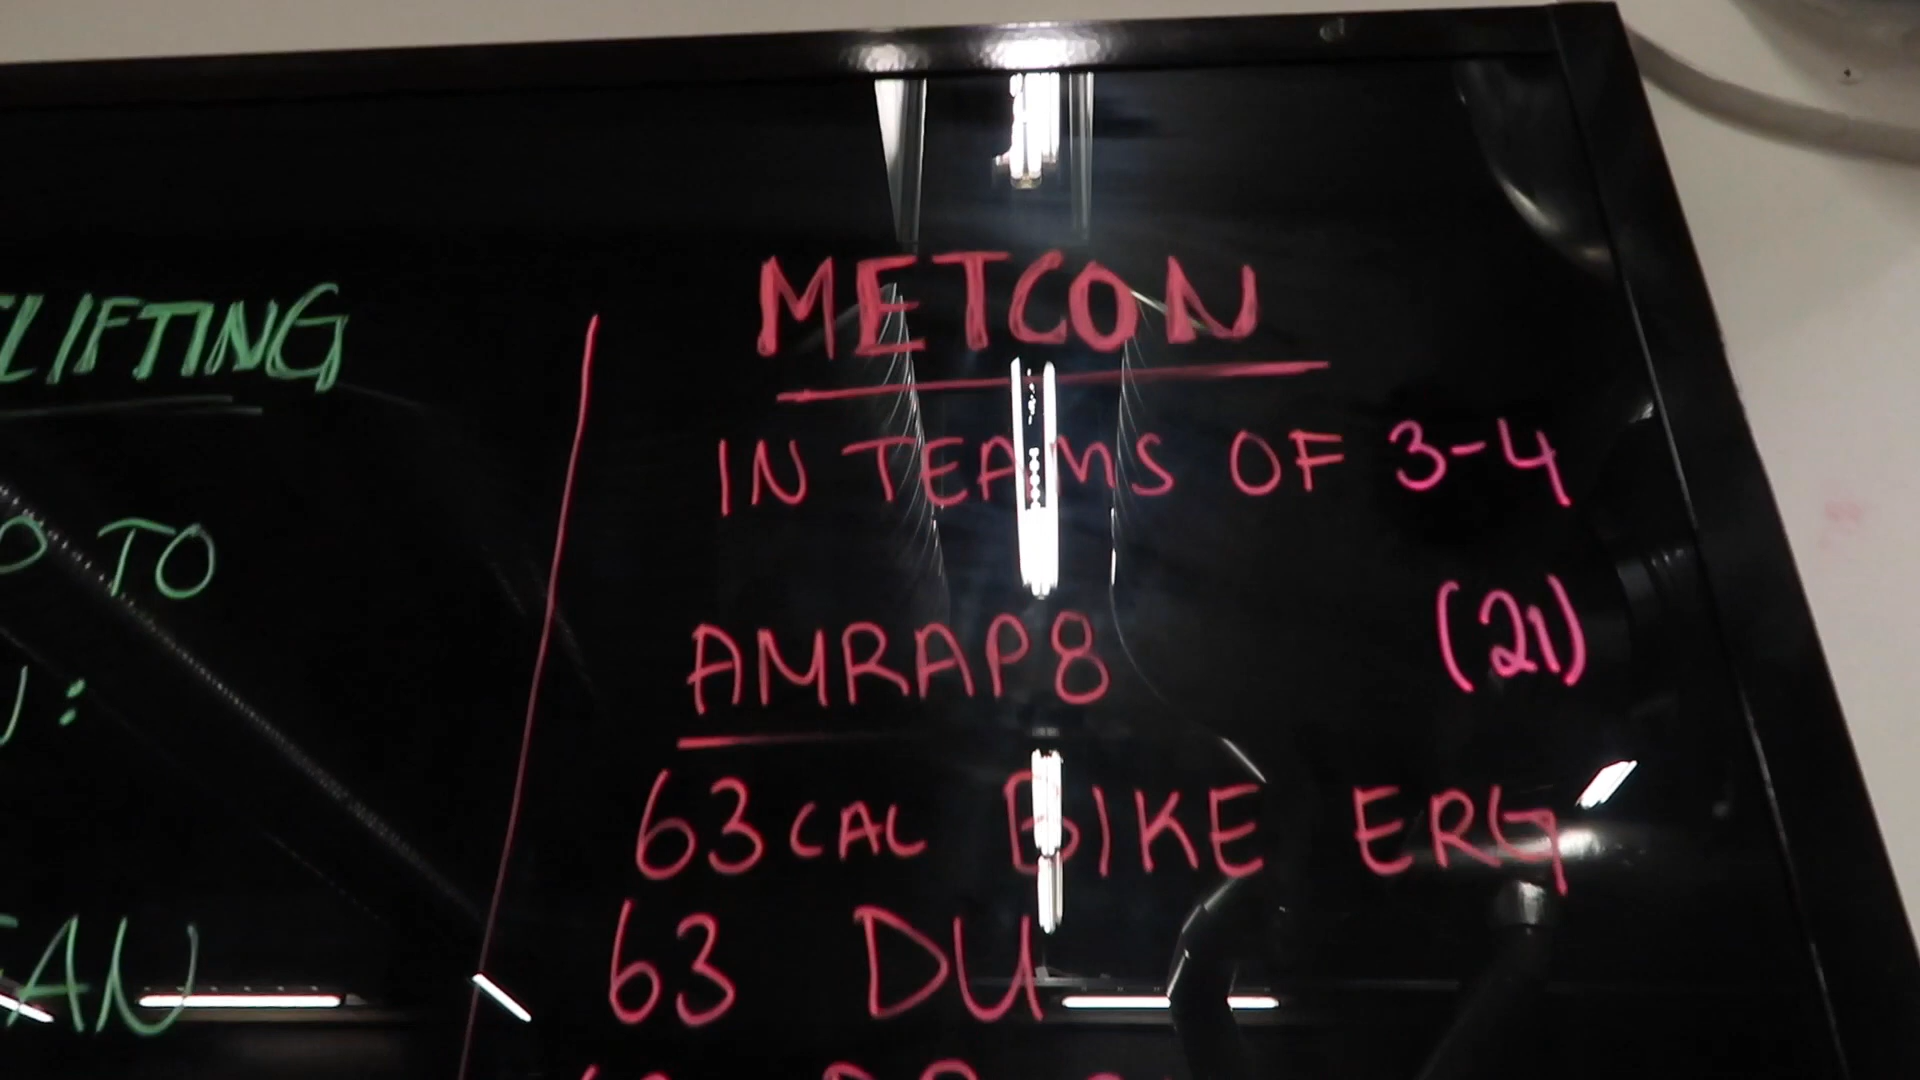 LIFTING
TO
:
METCON
IN TEAMS OF 3-4
AMRAP8 (21)
63 CAL BIKE ERG
63 DU